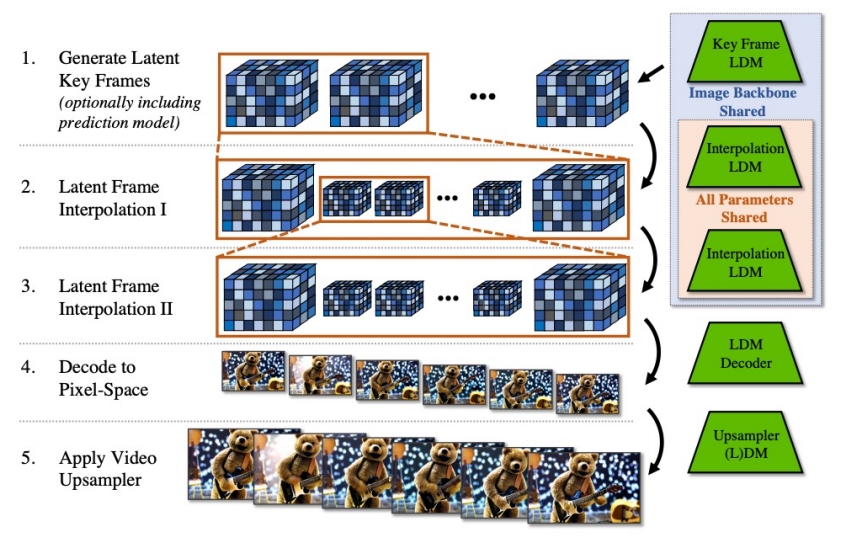 1. Generate Latent
Key Frames
(optionally including
prediction model)
Key Frame
LDM
Image Backbone
Shared
2. Latent Frame
Interpolation I
Interpolation
LDM
All Parameters
Shared
3. Latent Frame
Interpolation II
Interpolation
LDM
4. Decode to
Pixel-Space
LDM
Decoder
5. Apply Video
Upsampler
Upsampler
(L)DM